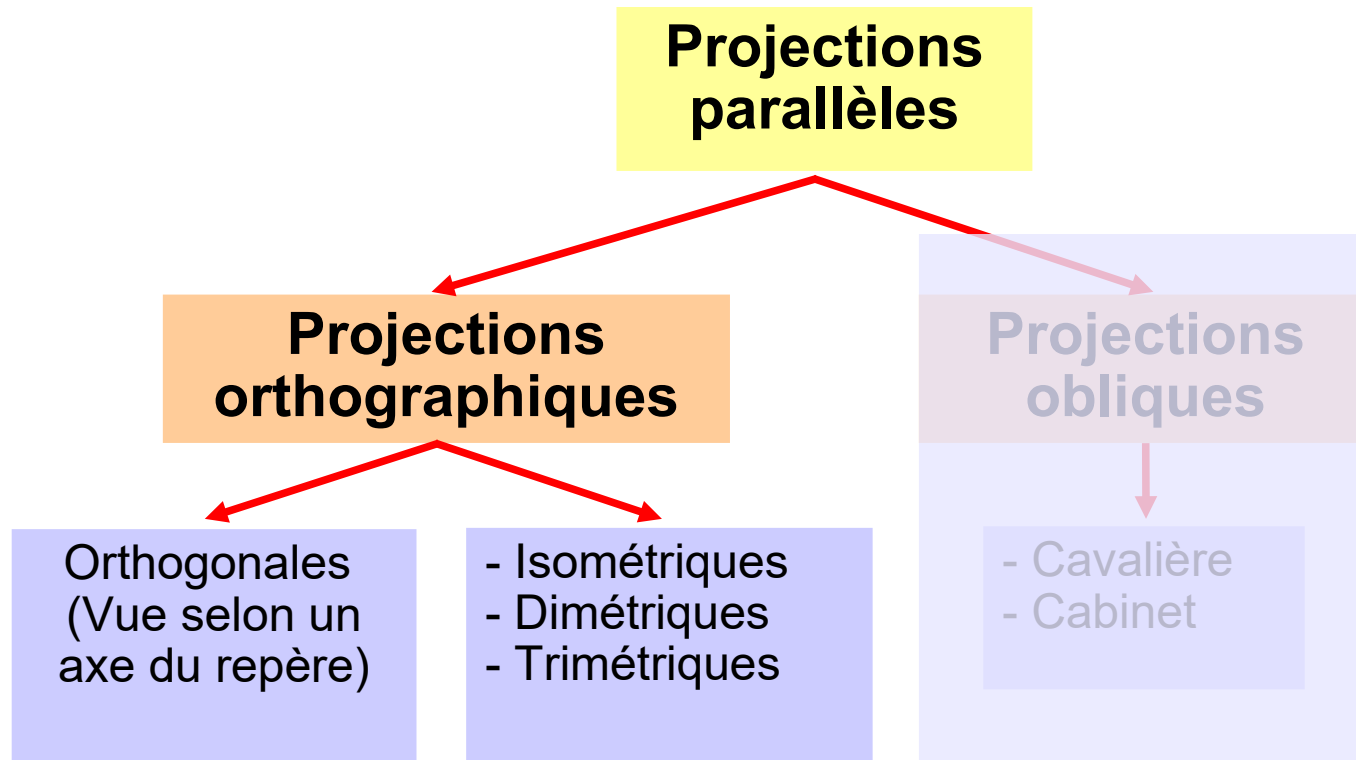 Projections
parallèles
Projections
orthographiques
Projections
obliques
Orthogonales
(Vue selon un
axe du repère)
- Isométriques
- Dimétriques
- Trimétriques
- Cavalière
- Cabinet